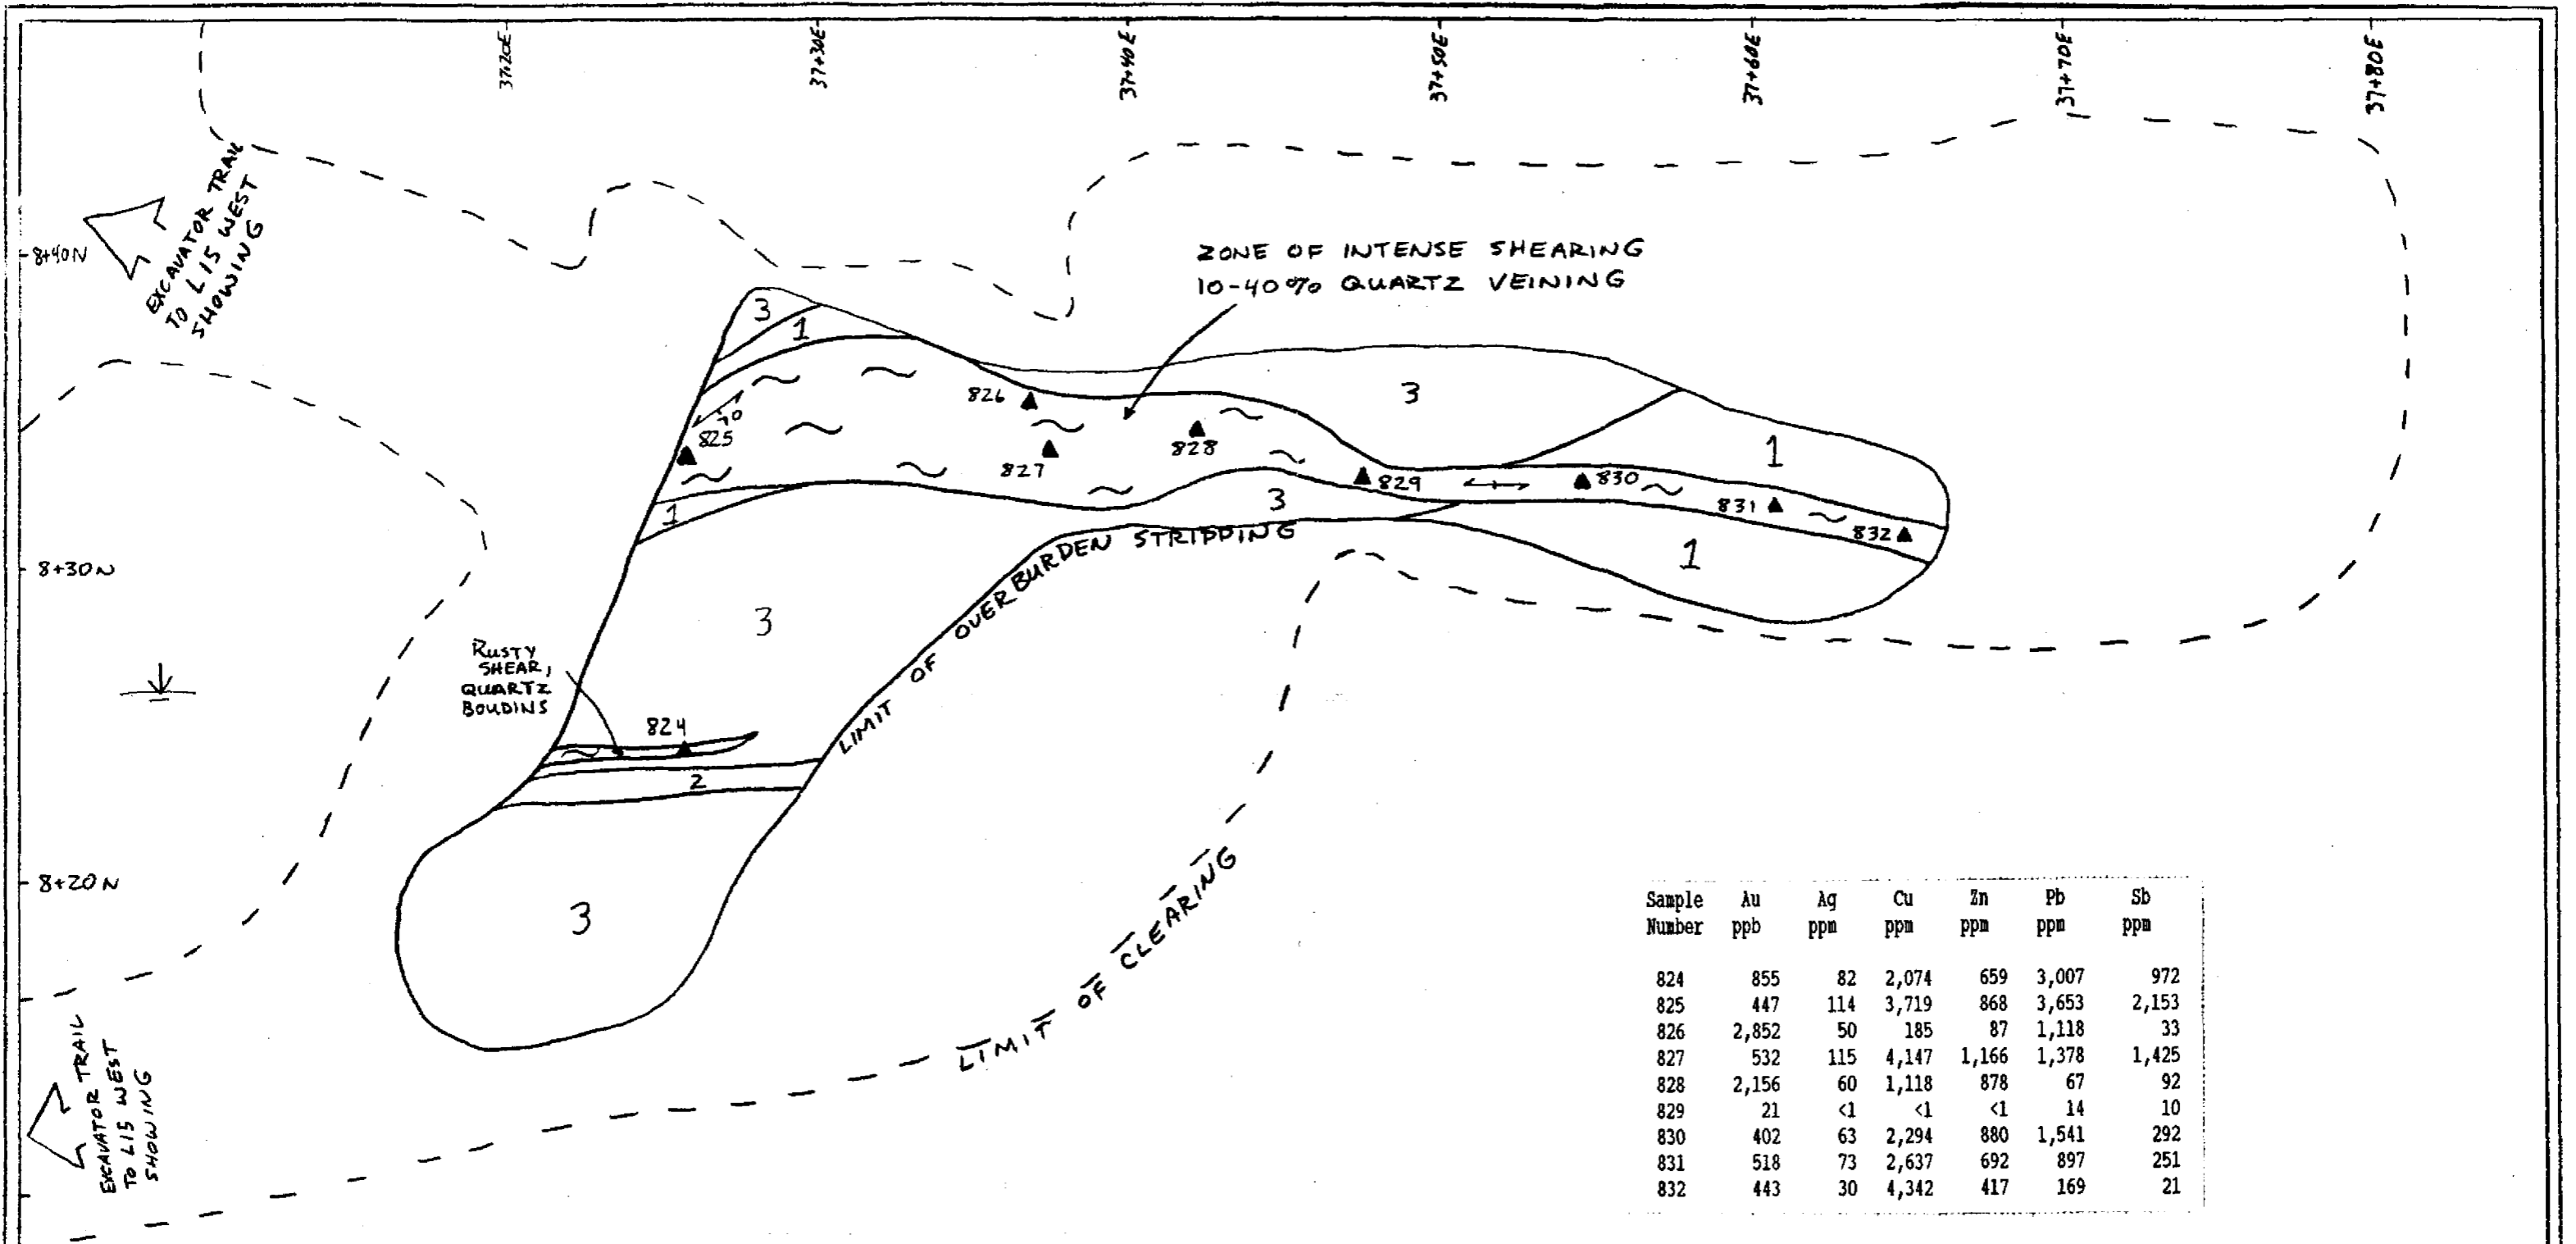 37+20E
37+30E
37+40E
37+50E
37+60E
37+70E
37+80E
8+40N
8+30N
8+20N
EXCAVATOR TRAIL
TO L15 WEST
SHOWING
ZONE OF INTENSE SHEARING
10-40% QUARTZ VEINING
3
1
3
826
70
825
827
828
829
830
831
832
1
1
3
1
LIMIT OF OVERBURDEN STRIPPING
3
RUSTY
SHEAR,
QUARTZ
BOUDINS
824
2
3
LIMIT OF CLEARING
EXCAVATOR TRAIL
TO L15 WEST
SHOWING
Sample Au Ag Cu Zn Pb Sb
Number ppb ppm ppm ppm ppm ppm
824 855 82 2,074 659 3,007 972
825 447 114 3,719 868 3,653 2,153
826 2,852 50 185 87 1,118 33
827 532 115 4,147 1,166 1,378 1,425
828 2,156 60 1,118 878 67 92
829 21 <1 <1 <1 14 10
830 402 63 2,294 880 1,541 292
831 518 73 2,637 692 897 251
832 443 30 4,342 417 169 21